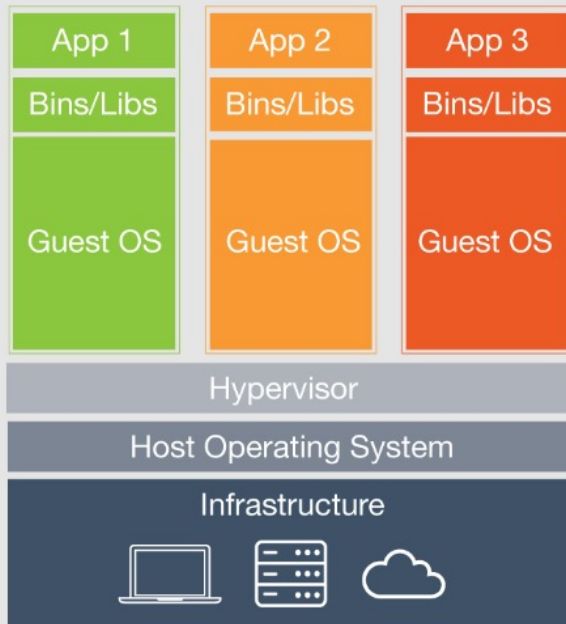 App 1
App 2
App 3
Bins/Libs
Bins/Libs
Bins/Libs
Guest OS
Guest OS
Guest OS
Hypervisor
Host Operating System
Infrastructure